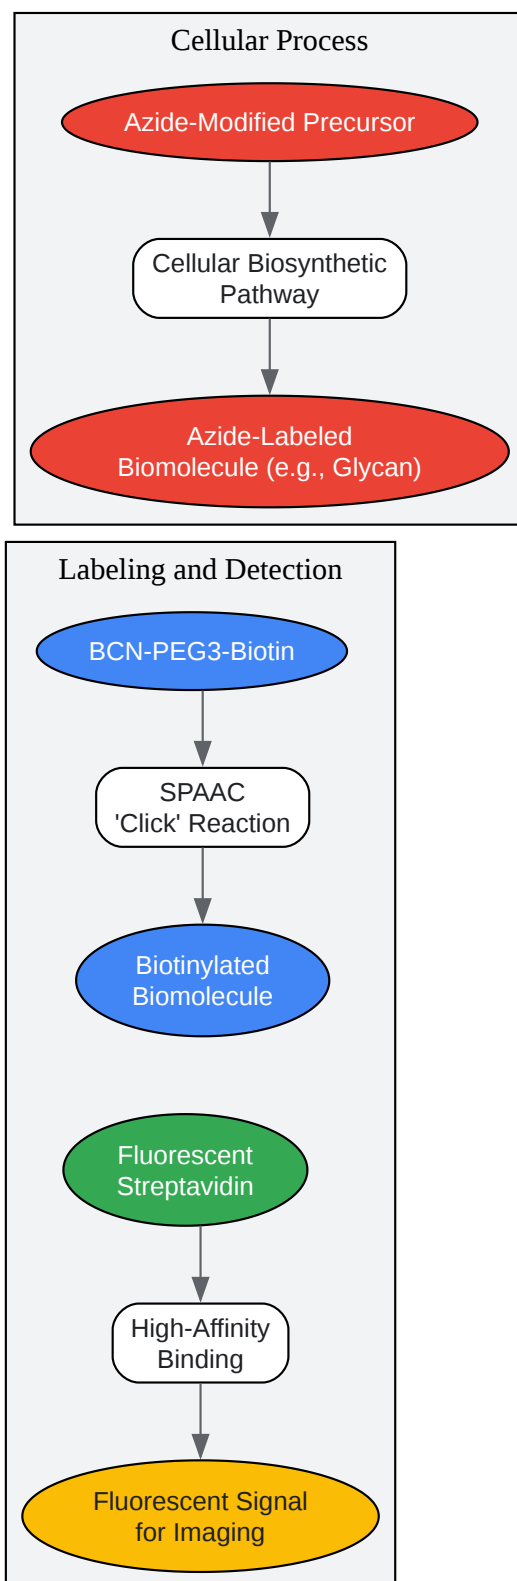 Cellular Process
Azide-Modified Precursor
Cellular Biosynthetic
Pathway
Azide-Labeled
Biomolecule (e.g., Glycan)
Labeling and Detection
BCN-PEG3-Biotin
SPAAC
'Click' Reaction
Biotinylated
Biomolecule
Fluorescent
Streptavidin
High-Affinity
Binding
Fluorescent Signal
for Imaging